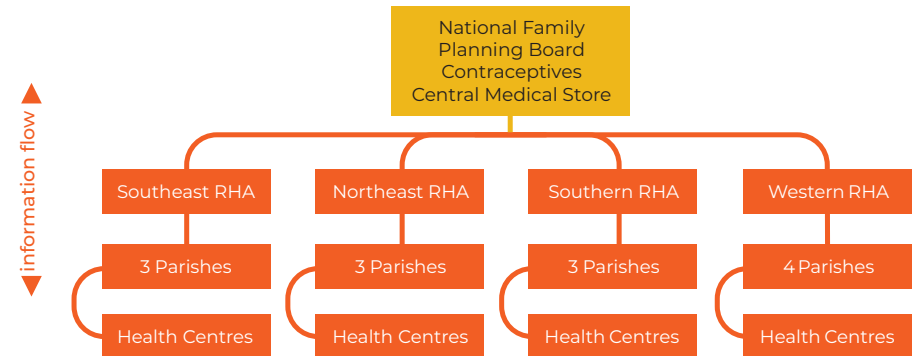 National Family
Planning Board
Contraceptives
Central Medical Store
information flow
Southeast RHA
Northeast RHA
Southern RHA
Western RHA
3 Parishes
3 Parishes
3 Parishes
4 Parishes
Health Centres
Health Centres
Health Centres
Health Centres